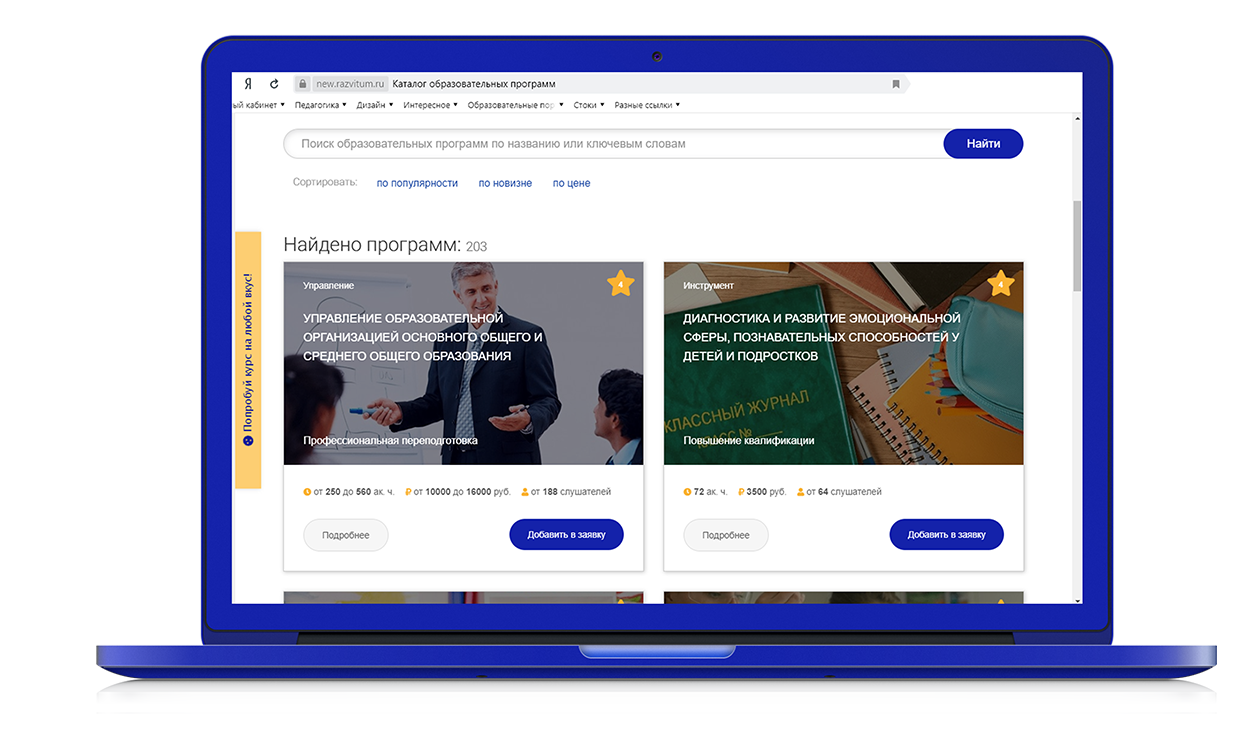 Я new.razvitum.ru Каталог образовательных программ
ый кабинет Педагогика Дизайн Интересное Образовательные пор Стоки Разные ссылки
Поиск образовательных программ по названию или ключевым словам Найти
Сортировать: по популярности по новизне по цене
Попробуй курс на любой вкус!
Найдено программ: 203
Управление
4
УПРАВЛЕНИЕ ОБРАЗОВАТЕЛЬНОЙ
ОРГАНИЗАЦИЕЙ ОСНОВНОГО ОБЩЕГО И
СРЕДНЕГО ОБЩЕГО ОБРАЗОВАНИЯ
Профессиональная переподготовка
от 250 до 560 ак. ч. ₽ от 10000 до 16000 руб. от 188 слушателей
Подробнее Добавить в заявку
Инструмент
4
ДИАГНОСТИКА И РАЗВИТИЕ ЭМОЦИОНАЛЬНОЙ
СФЕРЫ, ПОЗНАВАТЕЛЬНЫХ СПОСОБНОСТЕЙ У
ДЕТЕЙ И ПОДРОСТКОВ
КЛАССНЫЙ ЖУРНАЛ
№
Повышение квалификации
72 ак. ч. ₽ 3500 руб. от 64 слушателей
Подробнее Добавить в заявку